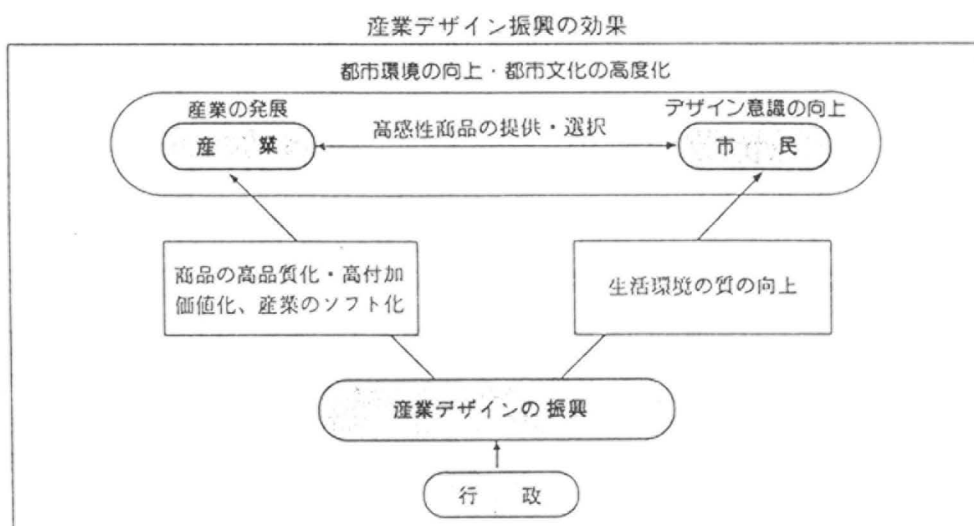 産業デザイン振興の効果
都市環境の向上・都市文化の高度化
産業の発展
デザイン意識の向上
産 業
高感性商品の提供・選択
市 民
商品の高品質化・高付加
価値化、産業のソフト化
生活環境の質の向上
産業デザインの振興
行 政